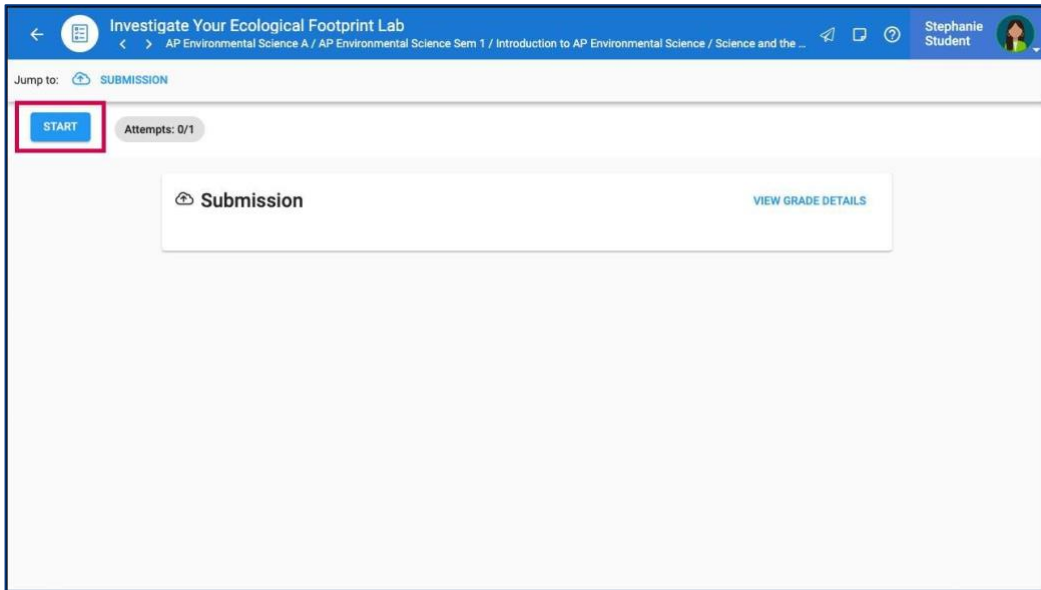 Investigate Your Ecological Footprint Lab
< > AP Environmental Science A / AP Environmental Science Sem 1 / Introduction to AP Environmental Science / Science and the ...
Stephanie
Student
Jump to: SUBMISSION
START
Attempts: 0/1
Submission
VIEW GRADE DETAILS